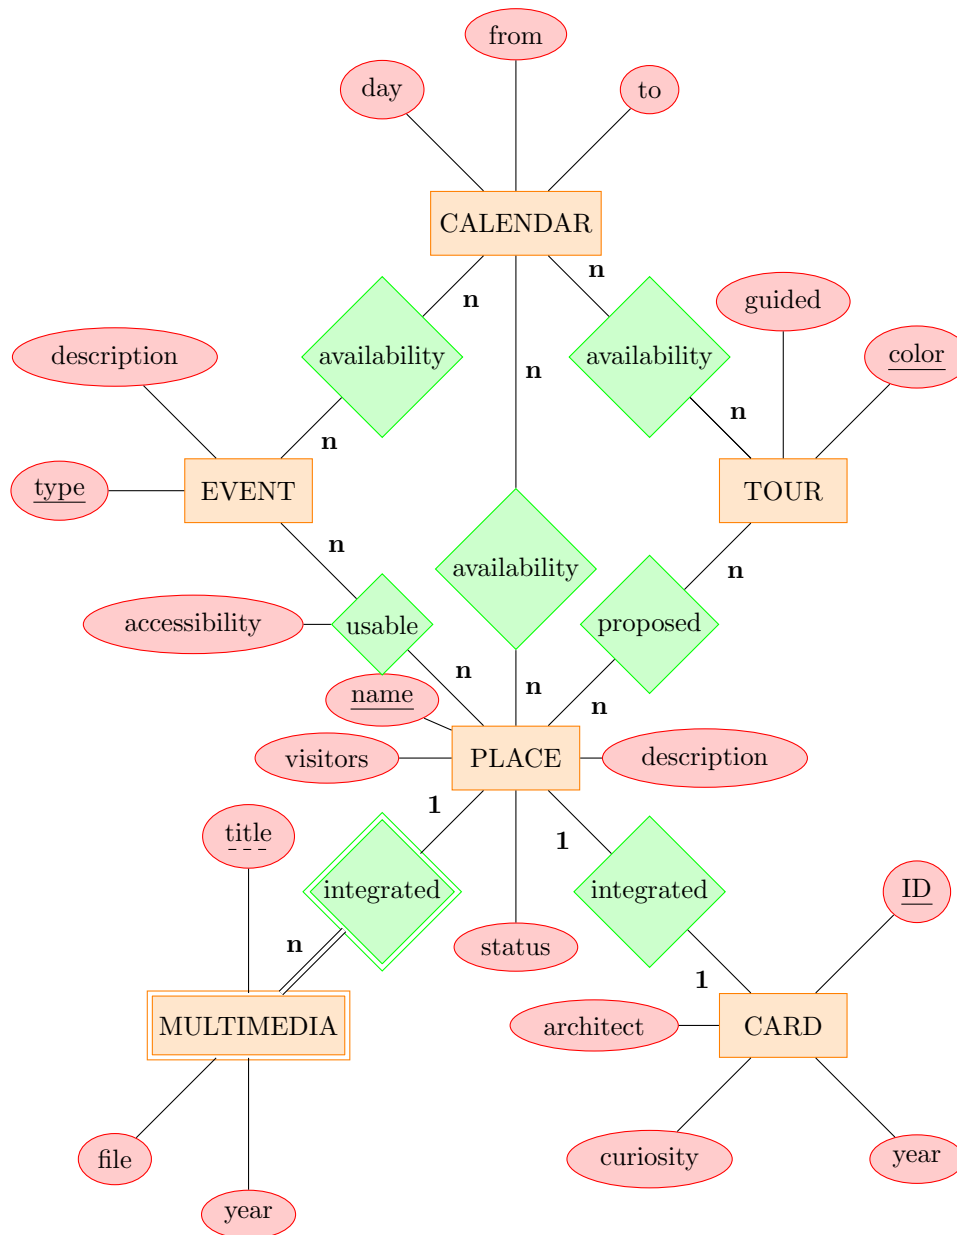 from
day
to
CALENDAR
n
n
guided
description
availability
availability
color
n
n
n
type
EVENT
TOUR
n
availability
n
accessibility
usable
proposed
n
n
name
n
visitors
PLACE
description
1
title
1
integrated
integrated
ID
n
status
1
MULTIMEDIA
architect
CARD
file
curiosity
year
year